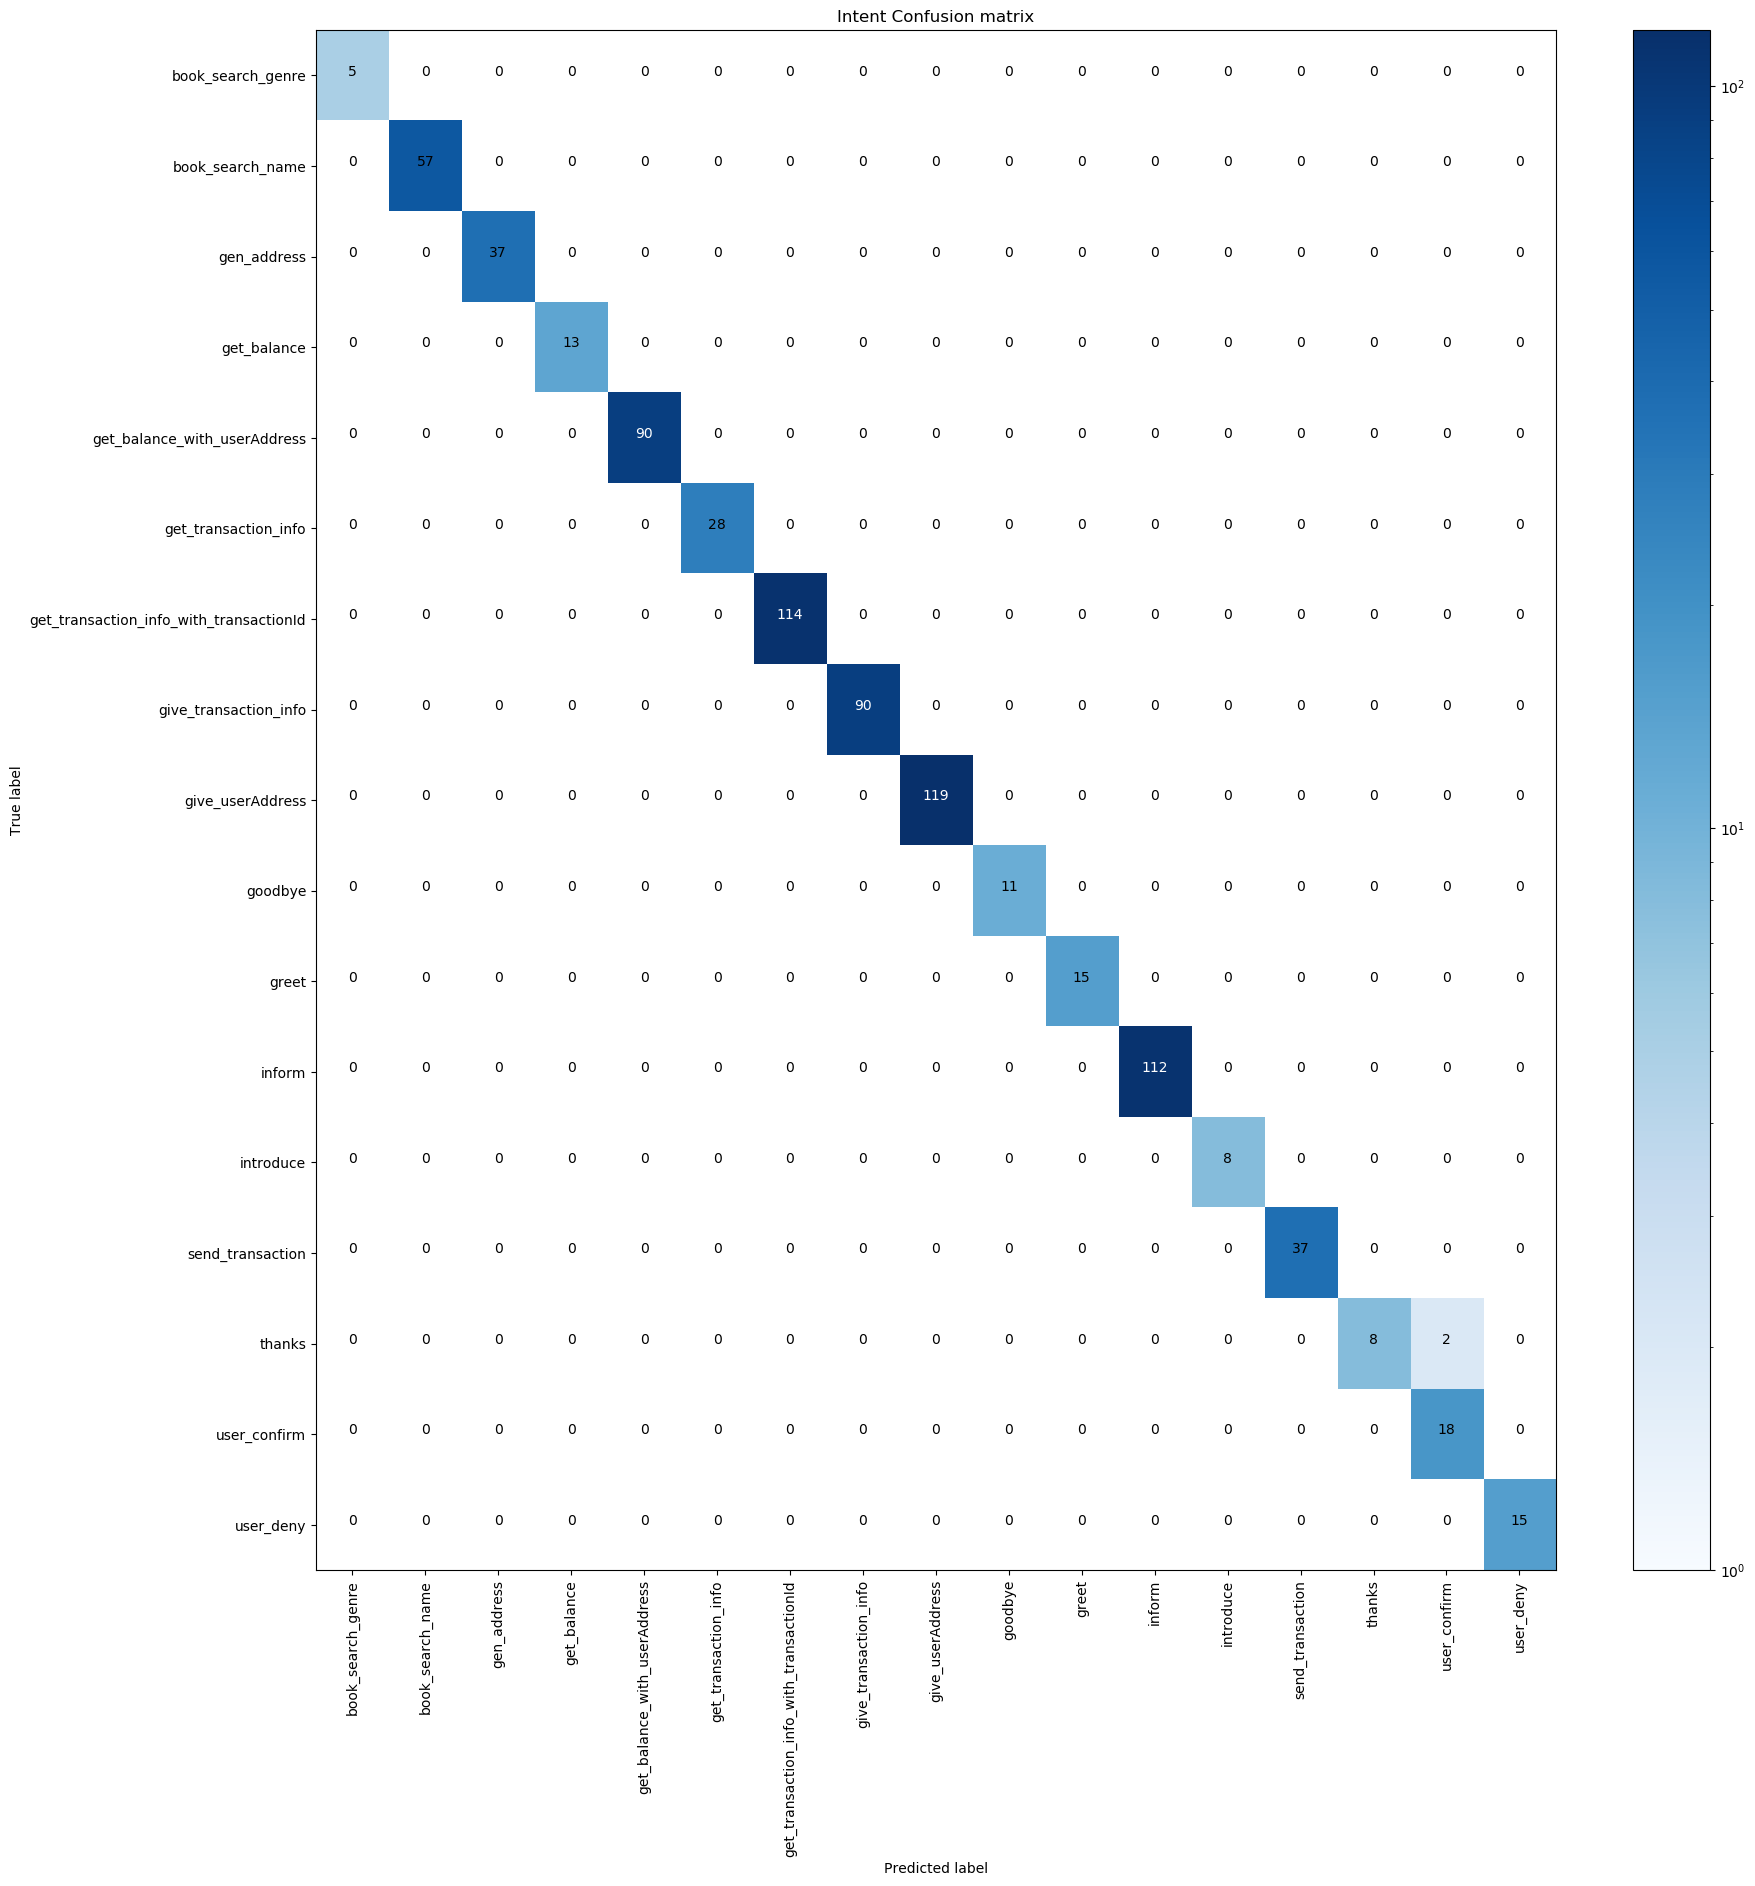 Intent Confusion matrix
book_search_genre 5 0 0 0 0 0 0 0 0 0 0 0 0 0 0 0 0
book_search_name 0 57 0 0 0 0 0 0 0 0 0 0 0 0 0 0 0
gen_address 0 0 37 0 0 0 0 0 0 0 0 0 0 0 0 0 0
get_balance 0 0 0 13 0 0 0 0 0 0 0 0 0 0 0 0 0
get_balance_with_userAddress 0 0 0 0 90 0 0 0 0 0 0 0 0 0 0 0 0
get_transaction_info 0 0 0 0 0 28 0 0 0 0 0 0 0 0 0 0 0
get_transaction_info_with_transactionId 0 0 0 0 0 0 114 0 0 0 0 0 0 0 0 0 0
give_transaction_info 0 0 0 0 0 0 0 90 0 0 0 0 0 0 0 0 0
give_userAddress 0 0 0 0 0 0 0 0 119 0 0 0 0 0 0 0 0
goodbye 0 0 0 0 0 0 0 0 0 11 0 0 0 0 0 0 0
greet 0 0 0 0 0 0 0 0 0 0 15 0 0 0 0 0 0
inform 0 0 0 0 0 0 0 0 0 0 0 112 0 0 0 0 0
introduce 0 0 0 0 0 0 0 0 0 0 0 0 8 0 0 0 0
send_transaction 0 0 0 0 0 0 0 0 0 0 0 0 0 37 0 0 0
thanks 0 0 0 0 0 0 0 0 0 0 0 0 0 0 8 2 0
user_confirm 0 0 0 0 0 0 0 0 0 0 0 0 0 0 0 18 0
user_deny 0 0 0 0 0 0 0 0 0 0 0 0 0 0 0 0 15
True label
book_search_genre
book_search_name
gen_address
get_balance
get_balance_with_userAddress
get_transaction_info
get_transaction_info_with_transactionId
give_transaction_info
give_userAddress
goodbye
greet
inform
introduce
send_transaction
thanks
user_confirm
user_deny
Predicted label
10²
10¹
10⁰